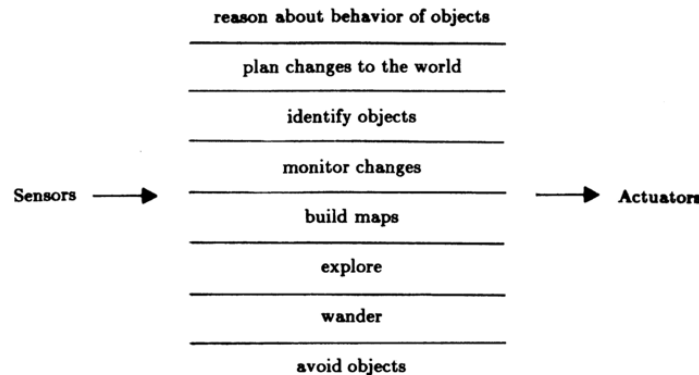 reason about behavior of objects
plan changes to the world
identify objects
monitor changes
Sensors
Actuators
build maps
explore
wander
avoid objects